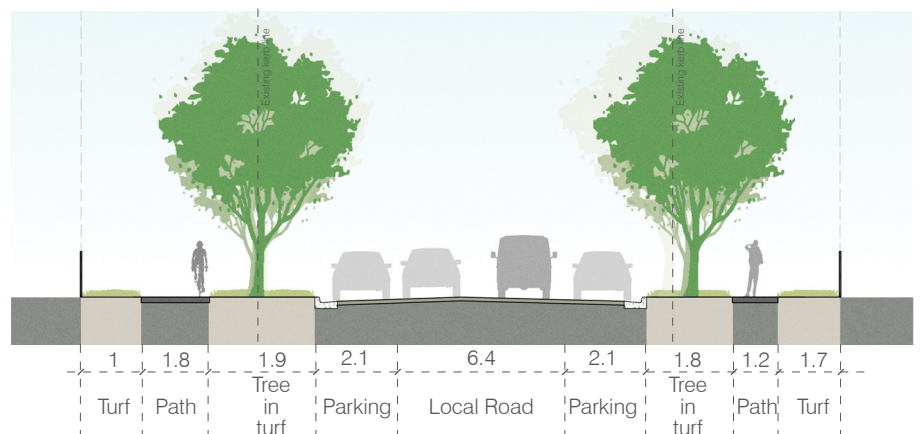 Existing kerb line
Existing kerb line
1 1.8 1.9 2.1 6.4 2.1 1.8 1.2 1.7
Turf
Path
Tree
in
turf
Parking
Local Road
Parking
Tree
in
turf
Path
Turf